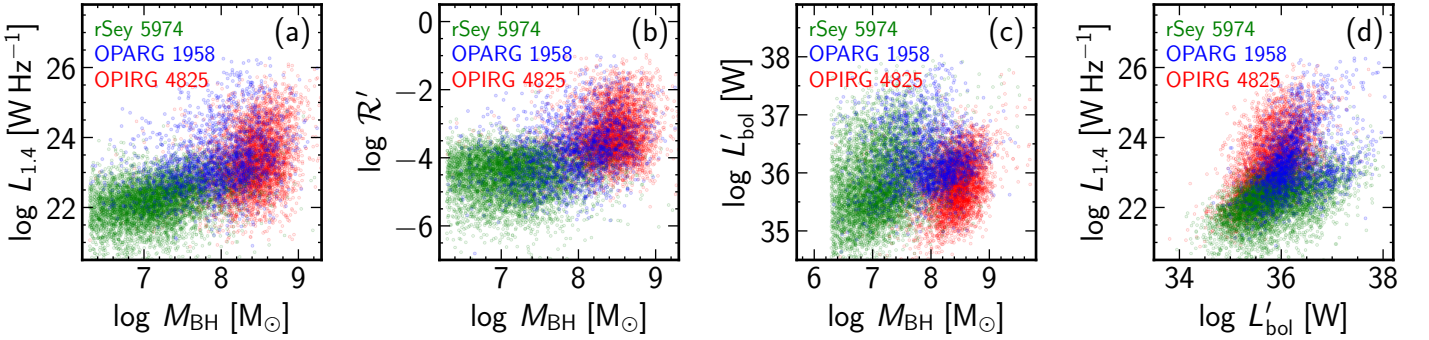 (a)
rSey 5974
OPARG 1958
OPIRG 4825
log L1.4 [W Hz−1]
26
24
22
7 8 9
log MBH [M⊙]
(b)
rSey 5974
OPARG 1958
OPIRG 4825
log ℛ′
0
−2
−4
−6
7 8 9
log MBH [M⊙]
(c)
rSey 5974
OPARG 1958
OPIRG 4825
log L′bol [W]
38
37
36
35
6 7 8 9
log MBH [M⊙]
(d)
rSey 5974
OPARG 1958
OPIRG 4825
log L1.4 [W Hz−1]
26
24
22
34 36 38
log L′bol [W]